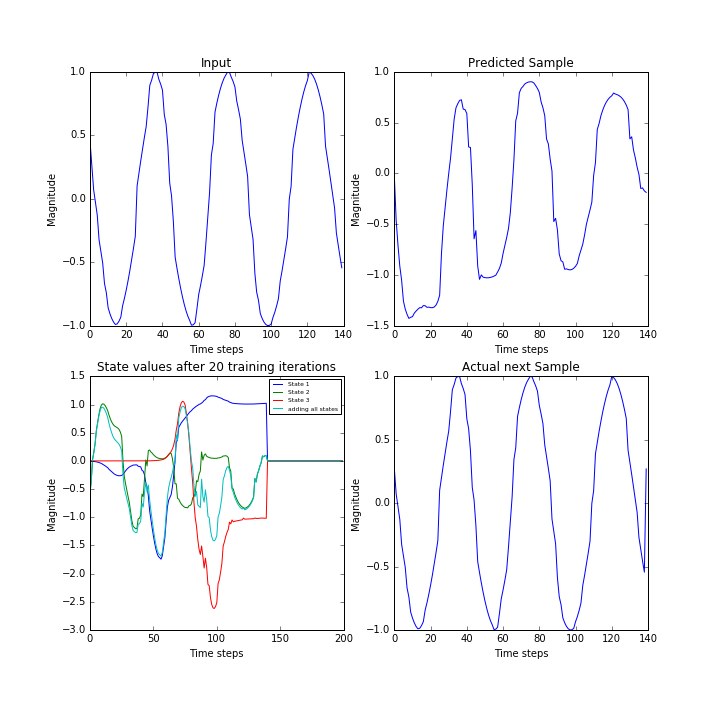 Input
Predicted Sample
1.0
0.5
0.0
−0.5
−1.0
Magnitude
0 20 40 60 80 100 120 140
Time steps
1.0
0.5
0.0
−0.5
−1.0
−1.5
Magnitude
0 20 40 60 80 100 120 140
Time steps
State values after 20 training iterations
Actual next Sample
1.5
1.0
0.5
0.0
−0.5
−1.0
−1.5
−2.0
−2.5
−3.0
Magnitude
State 1
State 2
State 3
adding all states
0 50 100 150 200
Time steps
1.0
0.5
0.0
−0.5
−1.0
Magnitude
0 20 40 60 80 100 120 140
Time steps